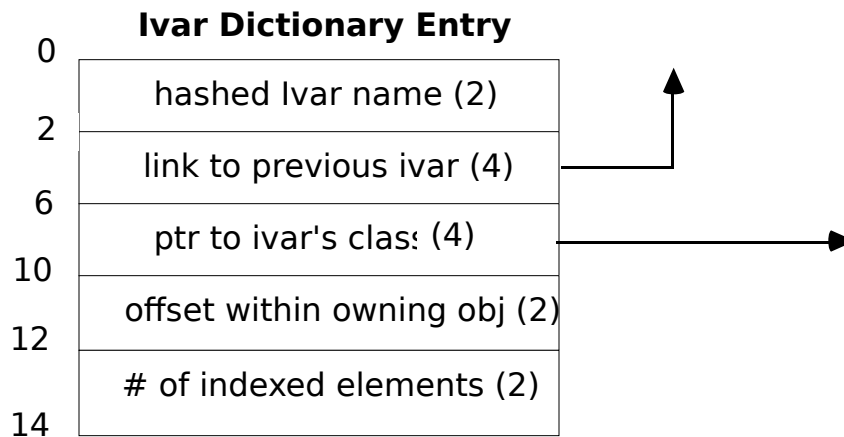 Ivar Dictionary Entry
0
hashed Ivar name (2)
2
link to previous ivar (4)
6
ptr to ivar's class (4)
10
offset within owning obj (2)
12
# of indexed elements (2)
14